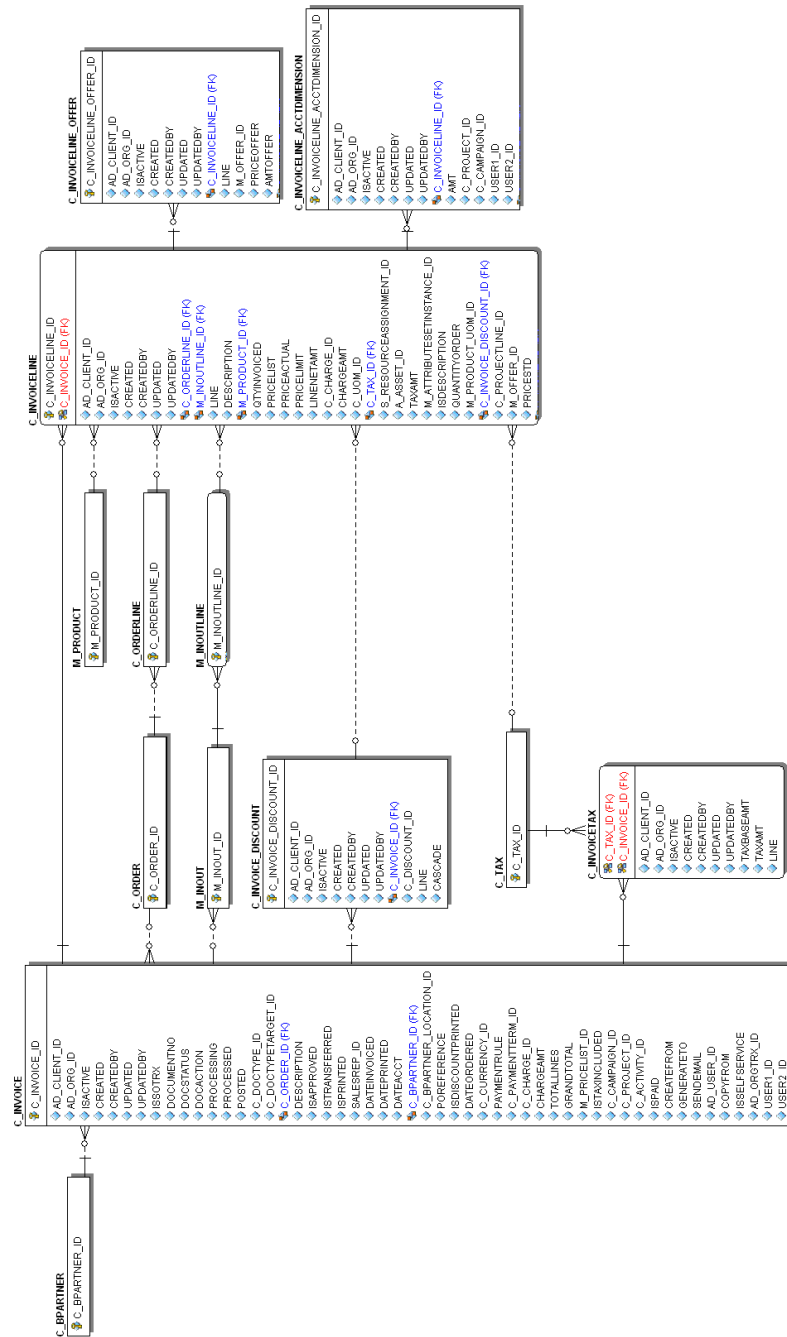 C_BPARTNER
C_BPARTNER_ID
C_INVOICE
C_INVOICE_ID
AD_CLIENT_ID
AD_ORG_ID
ISACTIVE
CREATED
CREATEDBY
UPDATED
UPDATEDBY
ISSOTRX
DOCUMENTNO
DOCSTATUS
DOCACTION
PROCESSING
PROCESSED
POSTED
C_DOCTYPE_ID
C_DOCTYPETARGET_ID
C_ORDER_ID (FK)
DESCRIPTION
ISAPPROVED
ISTRANSFERRED
ISPRINTED
SALESREP_ID
DATEINVOICED
DATEPRINTED
DATEACCT
C_BPARTNER_ID (FK)
C_BPARTNER_LOCATION_ID
POREFERENCE
ISDISCOUNTPRINTED
DATEORDERED
C_CURRENCY_ID
PAYMENTRULE
C_PAYMENTTERM_ID
C_CHARGE_ID
CHARGEAMT
TOTALLINES
GRANDTOTAL
M_PRICELIST_ID
ISTAXINCLUDED
C_CAMPAIGN_ID
C_PROJECT_ID
C_ACTIVITY_ID
ISPAID
CREATEFROM
GENERATETO
SENDEMAIL
AD_USER_ID
COPYFROM
ISSELFSERVICE
AD_ORGTRX_ID
USER1_ID
USER2_ID
C_ORDER
C_ORDER_ID
M_INOUT
M_INOUT_ID
C_INVOICE_DISCOUNT
C_INVOICE_DISCOUNT_ID
AD_CLIENT_ID
AD_ORG_ID
ISACTIVE
CREATED
CREATEDBY
UPDATED
UPDATEDBY
C_INVOICE_ID (FK)
C_DISCOUNT_ID
LINE
CASCADE
C_TAX
C_TAX_ID
C_INVOICETAX
C_TAX_ID (FK)
C_INVOICE_ID (FK)
AD_CLIENT_ID
AD_ORG_ID
ISACTIVE
CREATED
CREATEDBY
UPDATED
UPDATEDBY
TAXBASEAMT
TAXAMT
LINE
M_PRODUCT
M_PRODUCT_ID
C_ORDERLINE
C_ORDERLINE_ID
M_INOUTLINE
M_INOUTLINE_ID
C_INVOICELINE
C_INVOICELINE_ID
C_INVOICE_ID (FK)
AD_CLIENT_ID
AD_ORG_ID
ISACTIVE
CREATED
CREATEDBY
UPDATED
UPDATEDBY
C_ORDERLINE_ID (FK)
M_INOUTLINE_ID (FK)
LINE
DESCRIPTION
M_PRODUCT_ID (FK)
QTYINVOICED
PRICELIST
PRICEACTUAL
PRICELIMIT
LINENETAMT
C_CHARGE_ID
CHARGEAMT
C_UOM_ID
C_TAX_ID (FK)
S_RESOURCEASSIGNMENT_ID
A_ASSET_ID
TAXAMT
M_ATTRIBUTESETINSTANCE_ID
ISDESCRIPTION
QUANTITYORDER
M_PRODUCT_UOM_ID
C_INVOICE_DISCOUNT_ID (FK)
C_PROJECTLINE_ID
M_OFFER_ID
PRICESTD
C_INVOICELINE_OFFER
C_INVOICELINE_OFFER_ID
AD_CLIENT_ID
AD_ORG_ID
ISACTIVE
CREATED
CREATEDBY
UPDATED
UPDATEDBY
C_INVOICELINE_ID (FK)
LINE
M_OFFER_ID
PRICEOFFER
AMTOFFER
C_INVOICELINE_ACCTDIMENSION
C_INVOICELINE_ACCTDIMENSION_ID
AD_CLIENT_ID
AD_ORG_ID
ISACTIVE
CREATED
CREATEDBY
UPDATED
UPDATEDBY
C_INVOICELINE_ID (FK)
AMT
C_PROJECT_ID
C_CAMPAIGN_ID
USER1_ID
USER2_ID